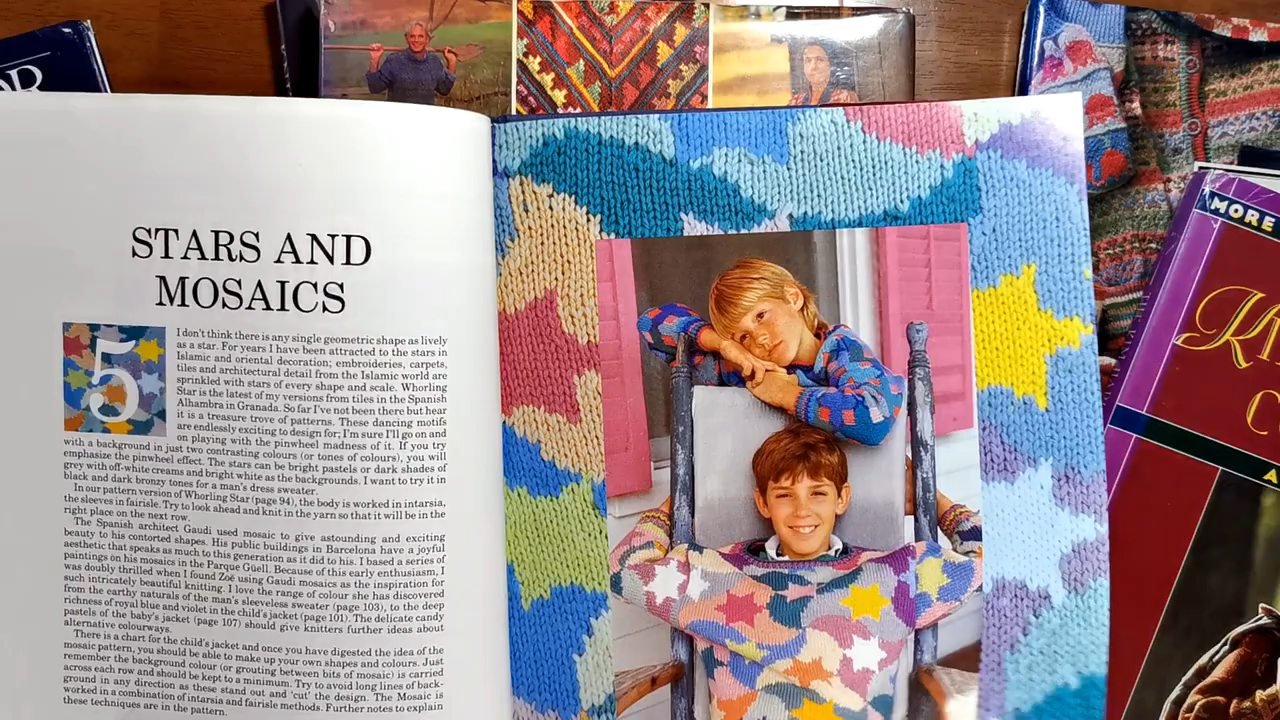 OR
MORE
STARS AND
MOSAICS
5
I don't think there is any single geometric shape as lively
as a star. For years I have been attracted to the stars in
Islamic and oriental decoration; embroideries, carpets,
tiles and architectural detail from the Islamic world are
sprinkled with stars of every shape and scale. Whorling
Star is the latest of my versions from tiles in the Spanish
Alhambra in Granada. So far I've not been there but hear
it is a treasure trove of patterns. These dancing motifs
are endlessly exciting to design for; I'm sure I'll go on and
on playing with the pinwheel madness of it. If you try
with a background in just two contrasting colours (or tones of colours), you will
emphasize the pinwheel effect. The stars can be bright pastels or dark shades of
grey with off-white creams and bright white as the backgrounds. I want to try it in
black and dark bronzy tones for a man's dress sweater.
In our pattern version of Whorling Star (page 94), the body is worked in intarsia,
the sleeves in fairisle. Try to look ahead and knit in the yarn so that it will be in the
right place on the next row.
The Spanish architect Gaudi used mosaic to give astounding and exciting
beauty to his contorted shapes. His public buildings in Barcelona have a joyful
aesthetic that speaks as much to this generation as it did to his. I based a series of
paintings on his mosaics in the Parque Güell. Because of this early enthusiasm, I
was doubly thrilled when I found Zoë using Gaudi mosaics as the inspiration for
such intricately beautiful knitting. I love the range of colour she has discovered
from the earthy naturals of the man's sleeveless sweater (page 103), to the deep
richness of royal blue and violet in the child's jacket (page 101). The delicate candy
pastels of the baby's jacket (page 107) should give knitters further ideas about
alternative colourways.
There is a chart for the child's jacket and once you have digested the idea of the
mosaic pattern, you should be able to make up your own shapes and colours. Just
remember the background colour (or grouting between bits of mosaic) is carried
across each row and should be kept to a minimum. Try to avoid long lines of back-
ground in any direction as these stand out and 'cut' the design. The Mosaic is
worked in a combination of intarsia and fairisle methods. Further notes to explain
these techniques are in the pattern.